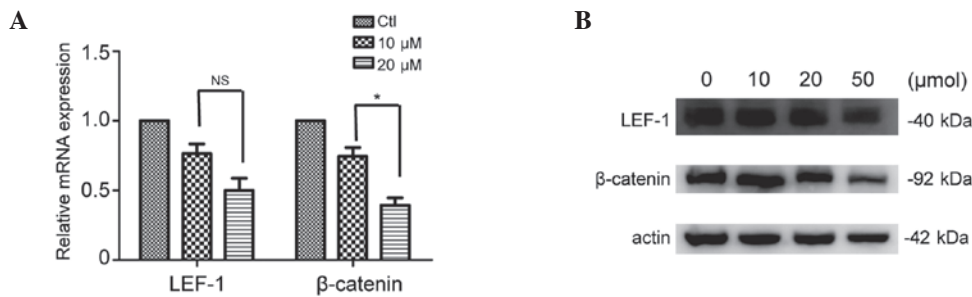 A
Ctl
10 µM
20 µM
1.5
1.0
0.5
0
Relative mRNA expression
NS
*
LEF-1
β-catenin
B
0 10 20 50 (µmol)
LEF-1 -40 kDa
β-catenin -92 kDa
actin -42 kDa